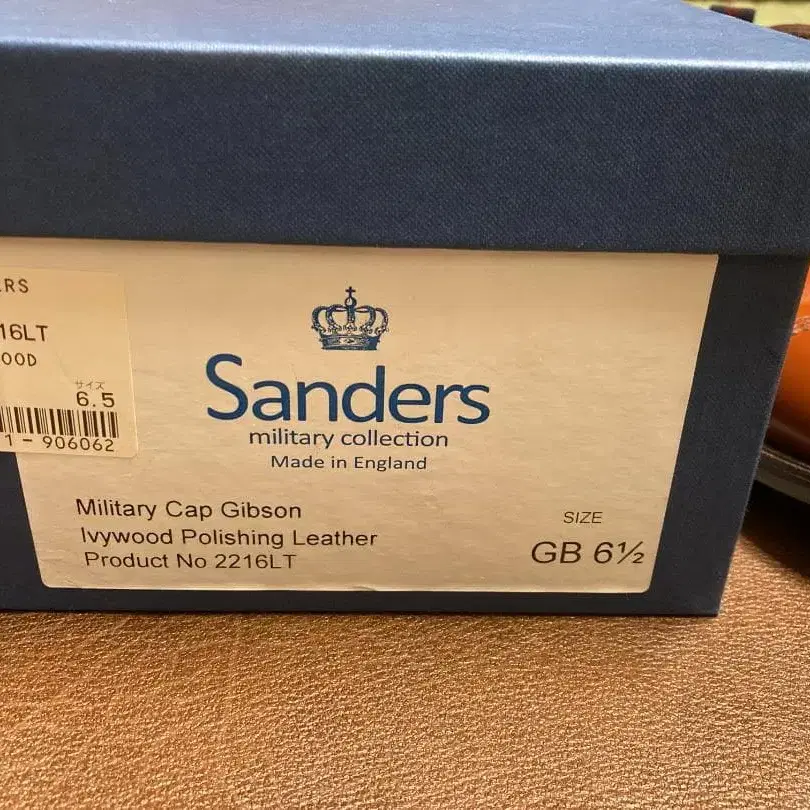 ERS
16LT
OOD
サイズ
6.5
1-906062
Sanders
military collection
Made in England
Military Cap Gibson
Ivywood Polishing Leather
Product No 2216LT
SIZE
GB 6½